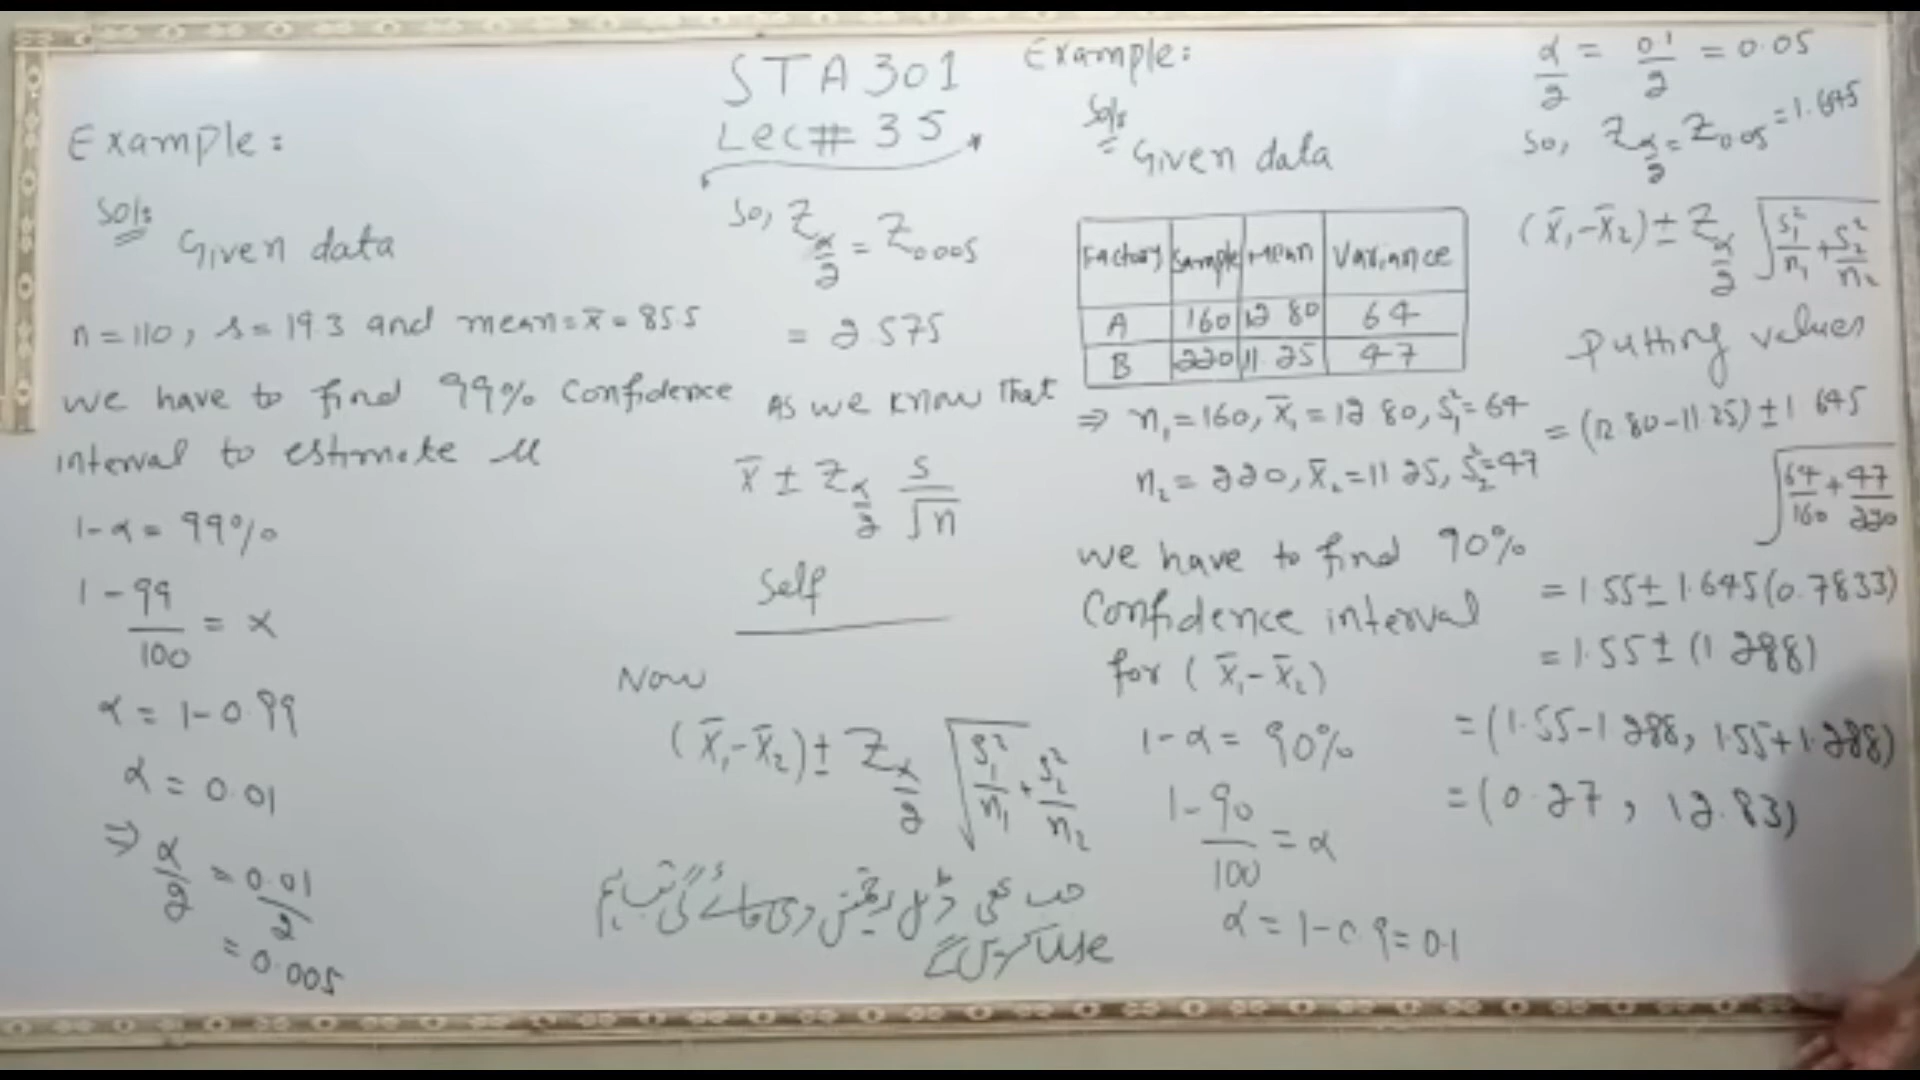 STA301
Lec# 35
Example:
Sol:
Given data
n = 110, s = 19.3 and mean = x̄ = 85.5
we have to find 99% Confidence
interval to estimate μ
1-α = 99%
1 - 99/100 = α
α = 1-0.99
α = 0.01
⇒ α/2 = 0.01/2
= 0.005
So, Zα/2 = Z0.005
= 2.575
As we know that
x̄ ± Zα/2 s/√n
Self
Now
(x̄₁-x̄₂) ± Zα/2 √(s₁²/n₁ + s₂²/n₂)
use
Example:
Sol:
Given data
Factory Sample Mean Variance
A 160 12.80 64
B 220 11.25 47
⇒ n₁ = 160, x̄₁ = 12.80, s₁² = 64
n₂ = 220, x̄₂ = 11.25, s₂² = 47
we have to find 90%
Confidence interval
for (x̄₁-x̄₂)
1-α = 90%
1 - 90/100 = α
α = 1-0.9 = 0.1
α/2 = 0.1/2 = 0.05
So, Zα/2 = Z0.05 = 1.645
(x̄₁-x̄₂) ± Zα/2 √(s₁²/n₁ + s₂²/n₂)
Putting values
= (12.80-11.25) ± 1.645
√(64/160 + 47/220)
= 1.55 ± 1.645(0.7833)
= 1.55 ± (1.288)
= (1.55-1.288, 1.55+1.288)
= (0.27, 12.83)